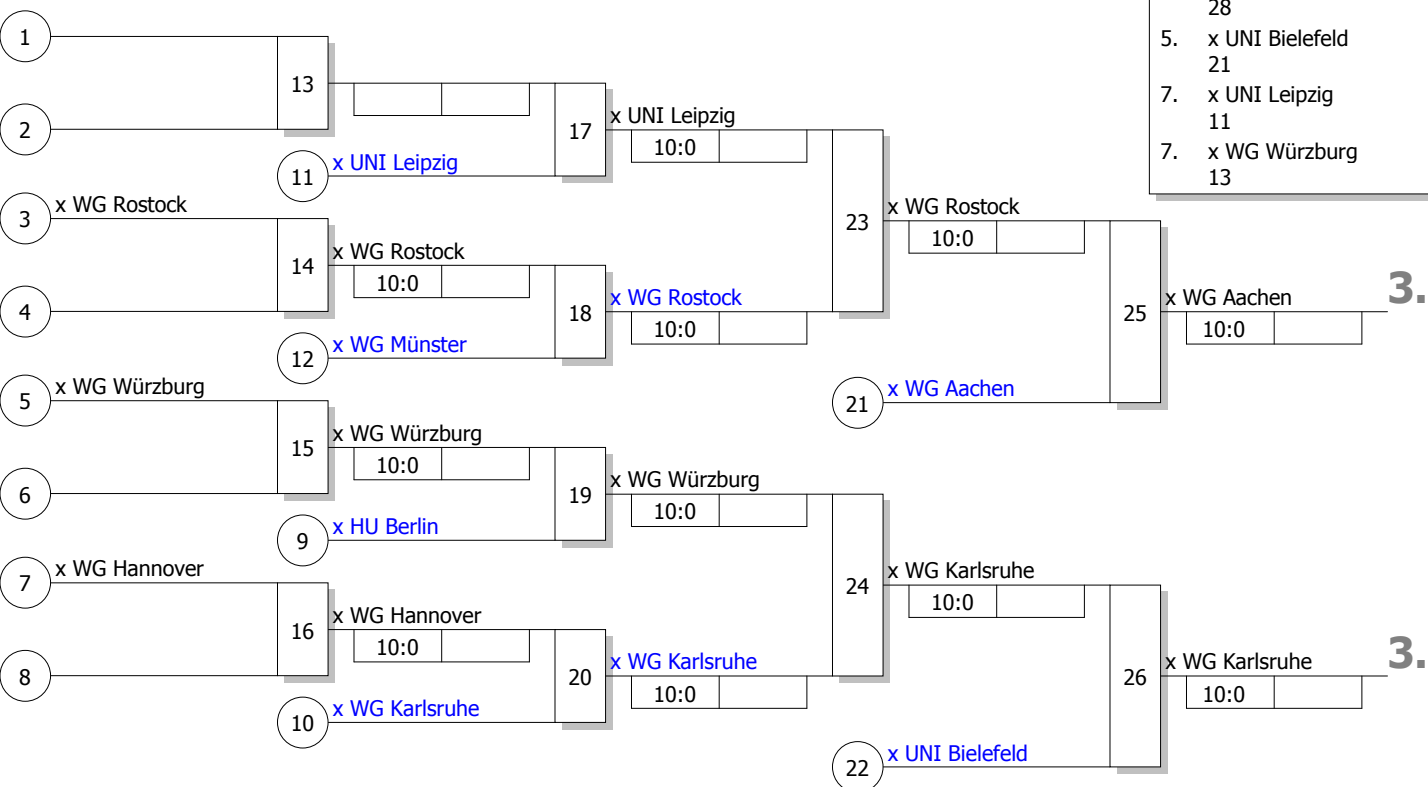 28
5. x UNI Bielefeld
21
7. x UNI Leipzig
11
7. x WG Würzburg
13
1
13
2
17
x UNI Leipzig
10:0
11
x UNI Leipzig
3
x WG Rostock
23
x WG Rostock
10:0
14
x WG Rostock
10:0
4
18
x WG Rostock
10:0
25
x WG Aachen
10:0
3.
12
x WG Münster
5
x WG Würzburg
21
x WG Aachen
15
x WG Würzburg
10:0
6
19
x WG Würzburg
10:0
9
x HU Berlin
7
x WG Hannover
24
x WG Karlsruhe
10:0
16
x WG Hannover
10:0
8
20
x WG Karlsruhe
10:0
26
x WG Karlsruhe
10:0
3.
10
x WG Karlsruhe
22
x UNI Bielefeld